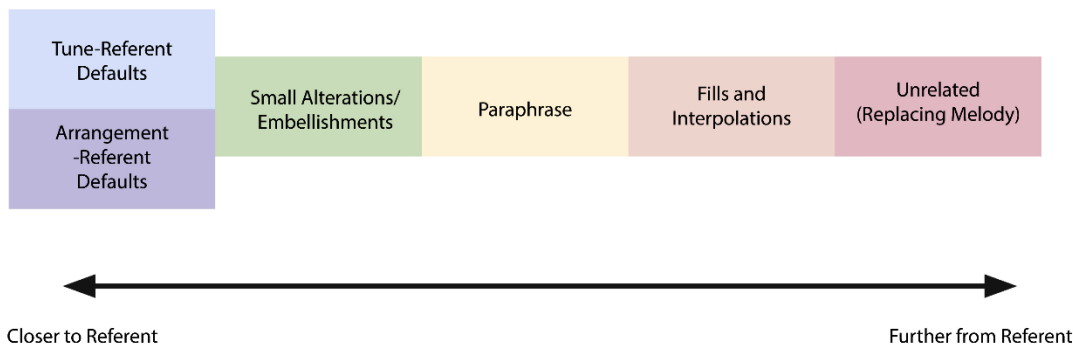 Tune-Referent
Defaults
Arrangement
-Referent
Defaults
Small Alterations/
Embellishments
Paraphrase
Fills and
Interpolations
Unrelated
(Replacing Melody)
Closer to Referent
Further from Referent